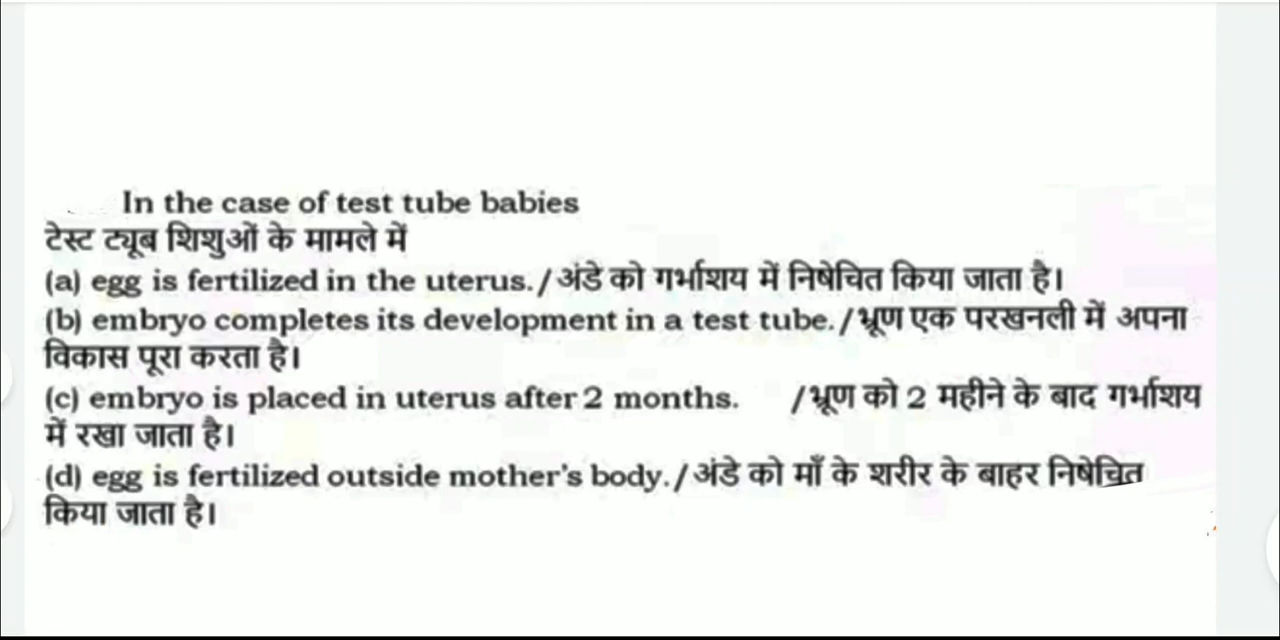 In the case of test tube babies
टेस्ट ट्यूब शिशुओं के मामले में
(a) egg is fertilized in the uterus./अंडे को गर्भाशय में निषेचित किया जाता है।
(b) embryo completes its development in a test tube./भ्रूण एक परखनली में अपना
विकास पूरा करता है।
(c) embryo is placed in uterus after 2 months. /भ्रूण को 2 महीने के बाद गर्भाशय
में रखा जाता है।
(d) egg is fertilized outside mother's body./अंडे को माँ के शरीर के बाहर निषेचित
किया जाता है।